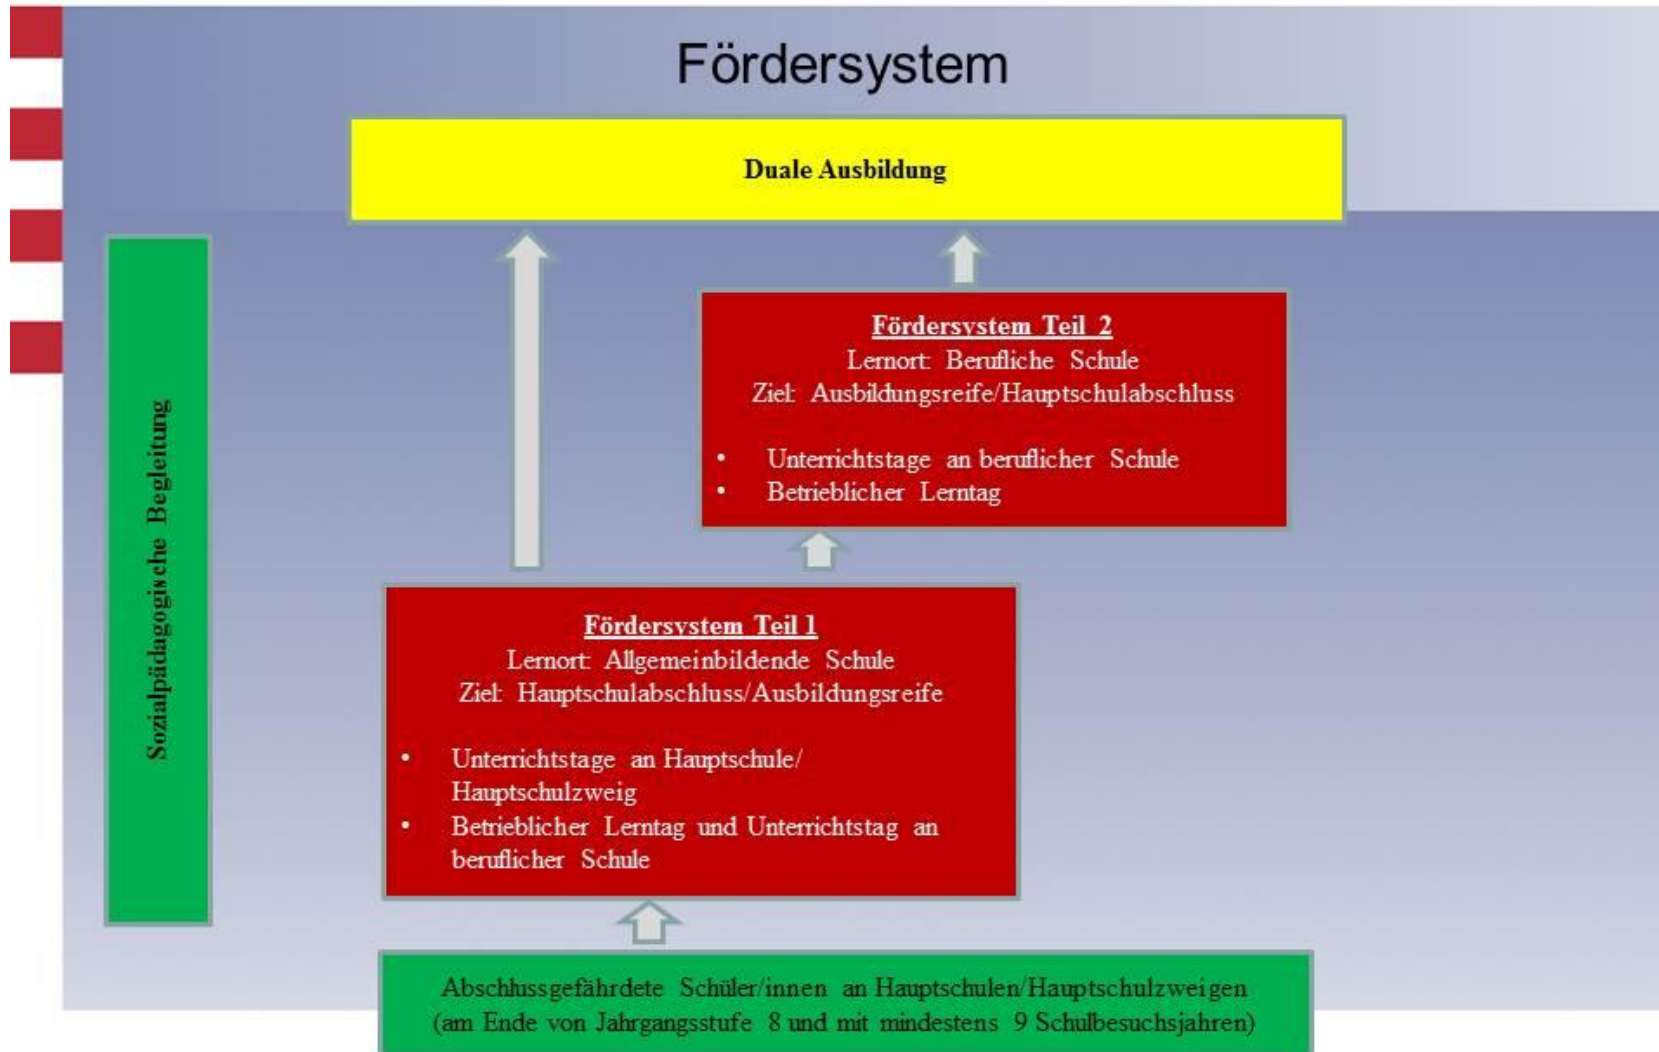 Fördersystem
Duale Ausbildung
Sozialpädagogische Begleitung
Fördersystem Teil 2
Lernort: Berufliche Schule
Ziel: Ausbildungsreife/Hauptschulabschluss
• Unterrichtstage an beruflicher Schule
• Betrieblicher Lerntag
Fördersystem Teil 1
Lernort: Allgemeinbildende Schule
Ziel: Hauptschulabschluss/Ausbildungsreife
• Unterrichtstage an Hauptschule/
Hauptschulzweig
• Betrieblicher Lerntag und Unterrichtstag an
beruflicher Schule
Abschlussgefährdete Schüler/innen an Hauptschulen/Hauptschulzweigen
(am Ende von Jahrgangsstufe 8 und mit mindestens 9 Schulbesuchsjahren)